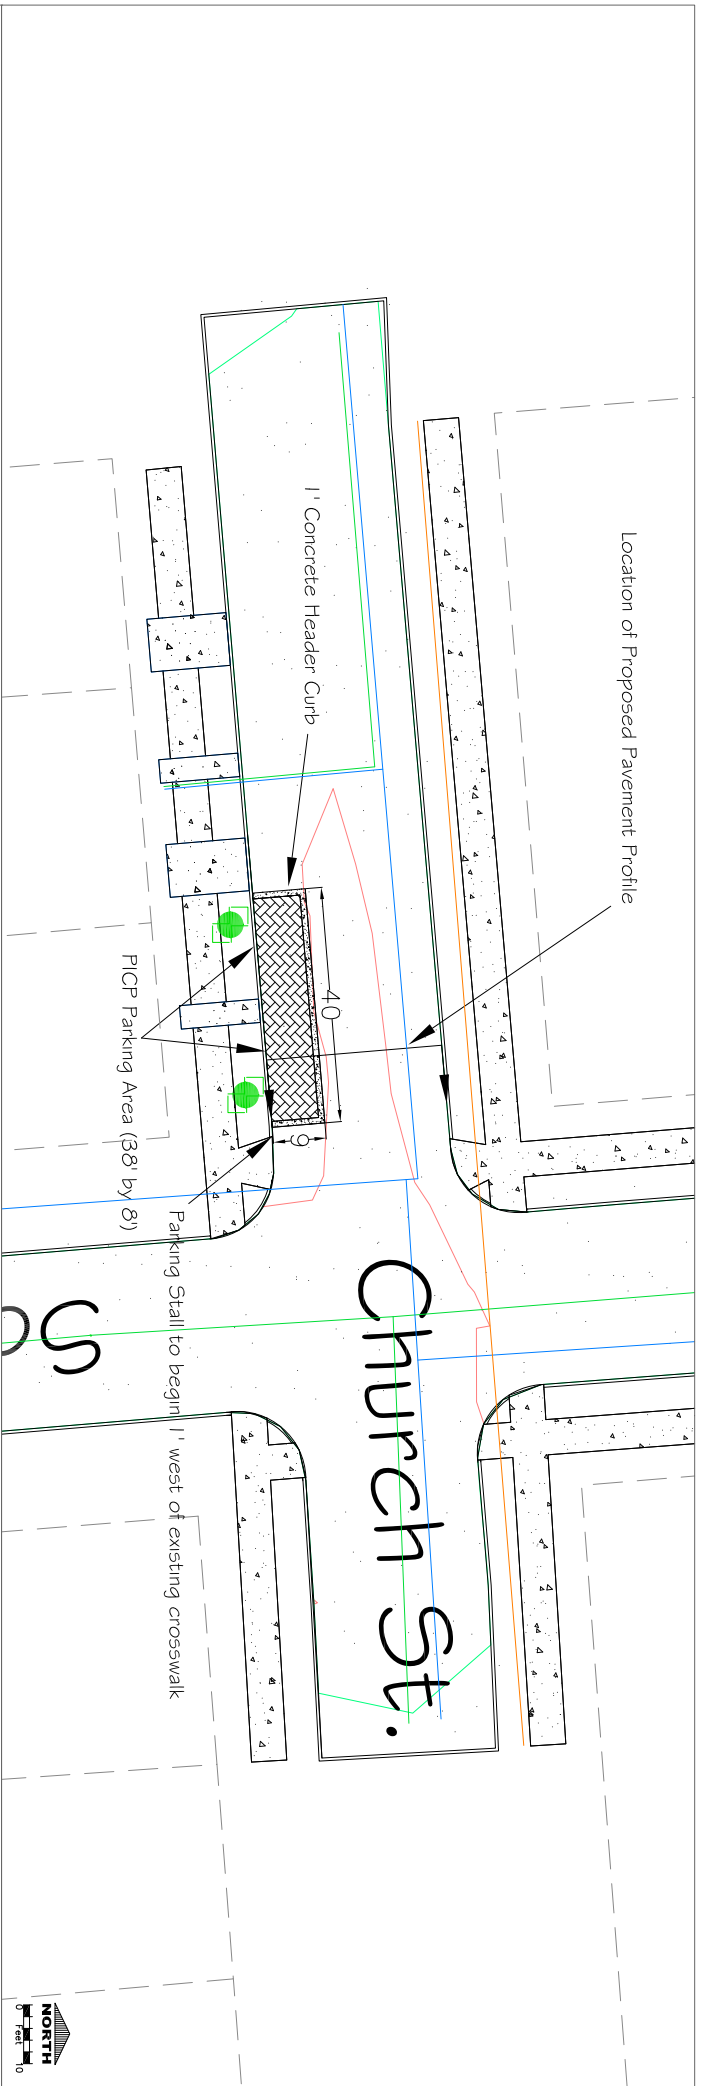 Location of Proposed Pavement Profile
1' Concrete Header Curb
40
9
PICP Parking Area (38' by 8')
Parking Stall to begin 1' west of existing crosswalk
Church St.
S
NORTH
0 Feet 10